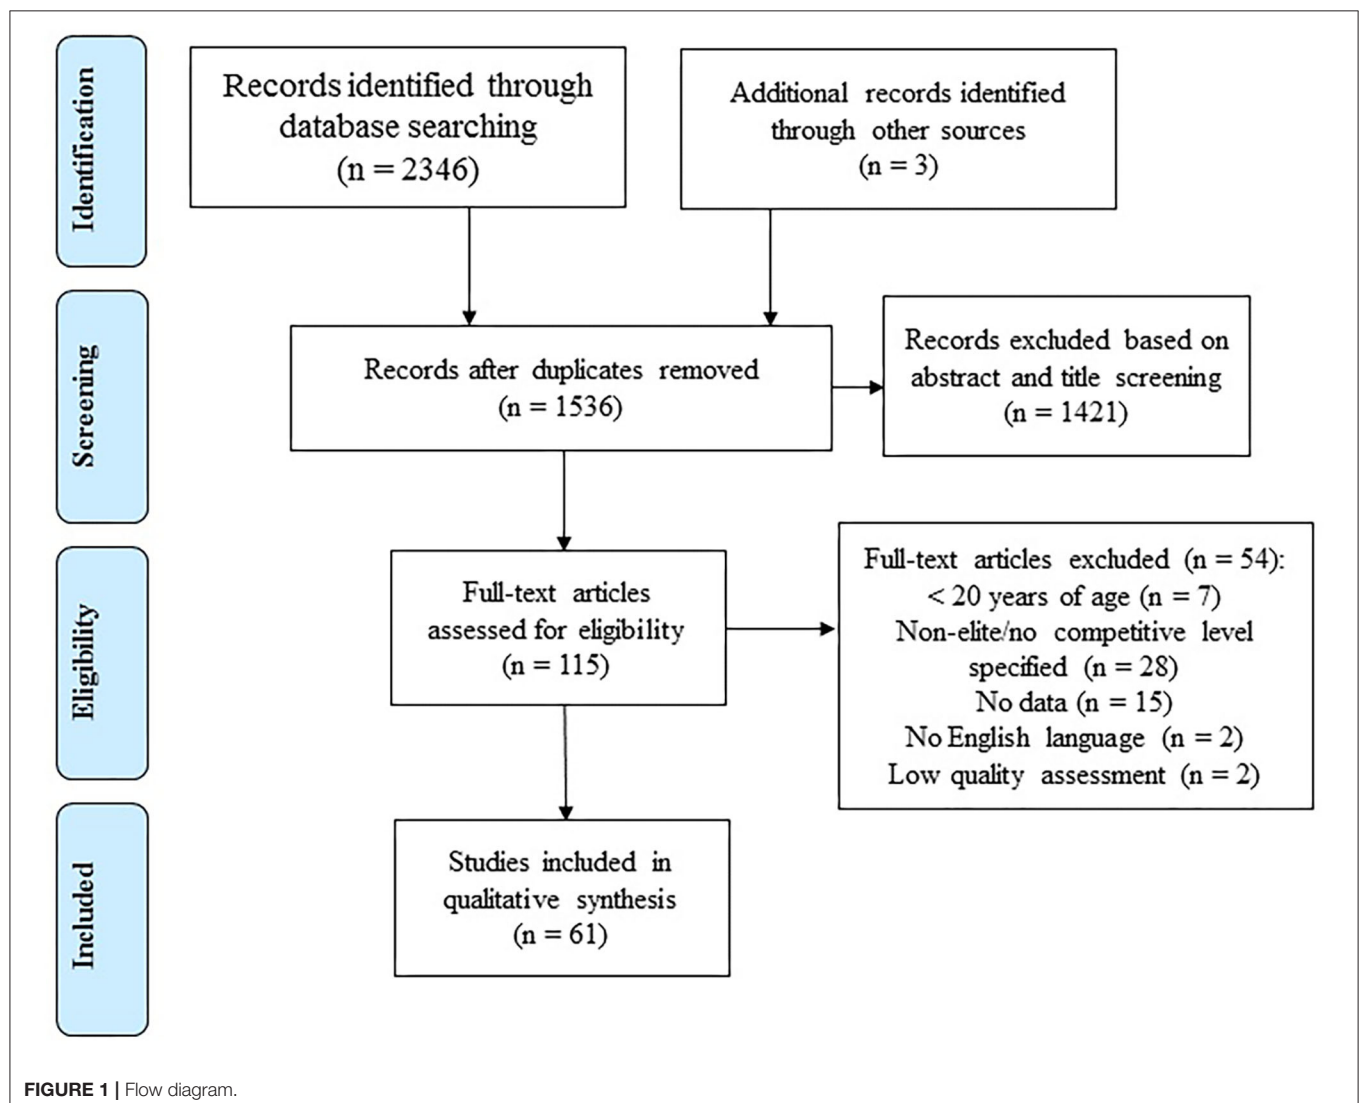 Identification
Records identified through
database searching
(n = 2346)
Additional records identified
through other sources
(n = 3)
Screening
Records after duplicates removed
(n = 1536)
Records excluded based on
abstract and title screening
(n = 1421)
Eligibility
Full-text articles
assessed for eligibility
(n = 115)
Full-text articles excluded (n = 54):
< 20 years of age (n = 7)
Non-elite/no competitive level
specified (n = 28)
No data (n = 15)
No English language (n = 2)
Low quality assessment (n = 2)
Included
Studies included in
qualitative synthesis
(n = 61)
FIGURE 1 | Flow diagram.